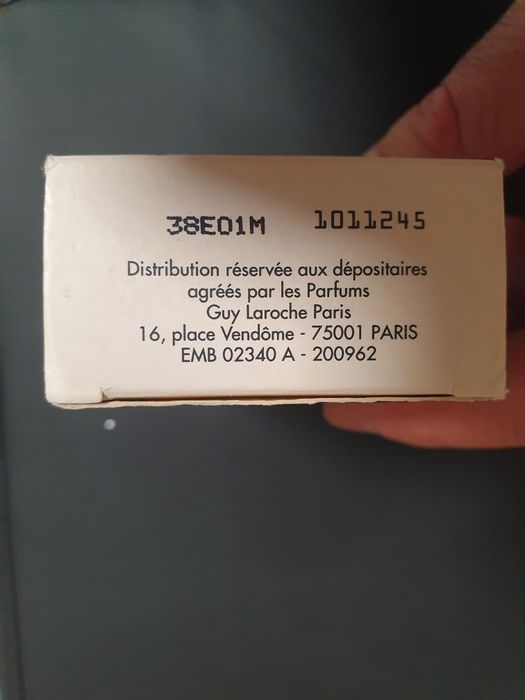 38E01M 1011245
Distribution réservée aux dépositaires
agréés par les Parfums
Guy Laroche Paris
16, place Vendôme - 75001 PARIS
EMB 02340 A - 200962